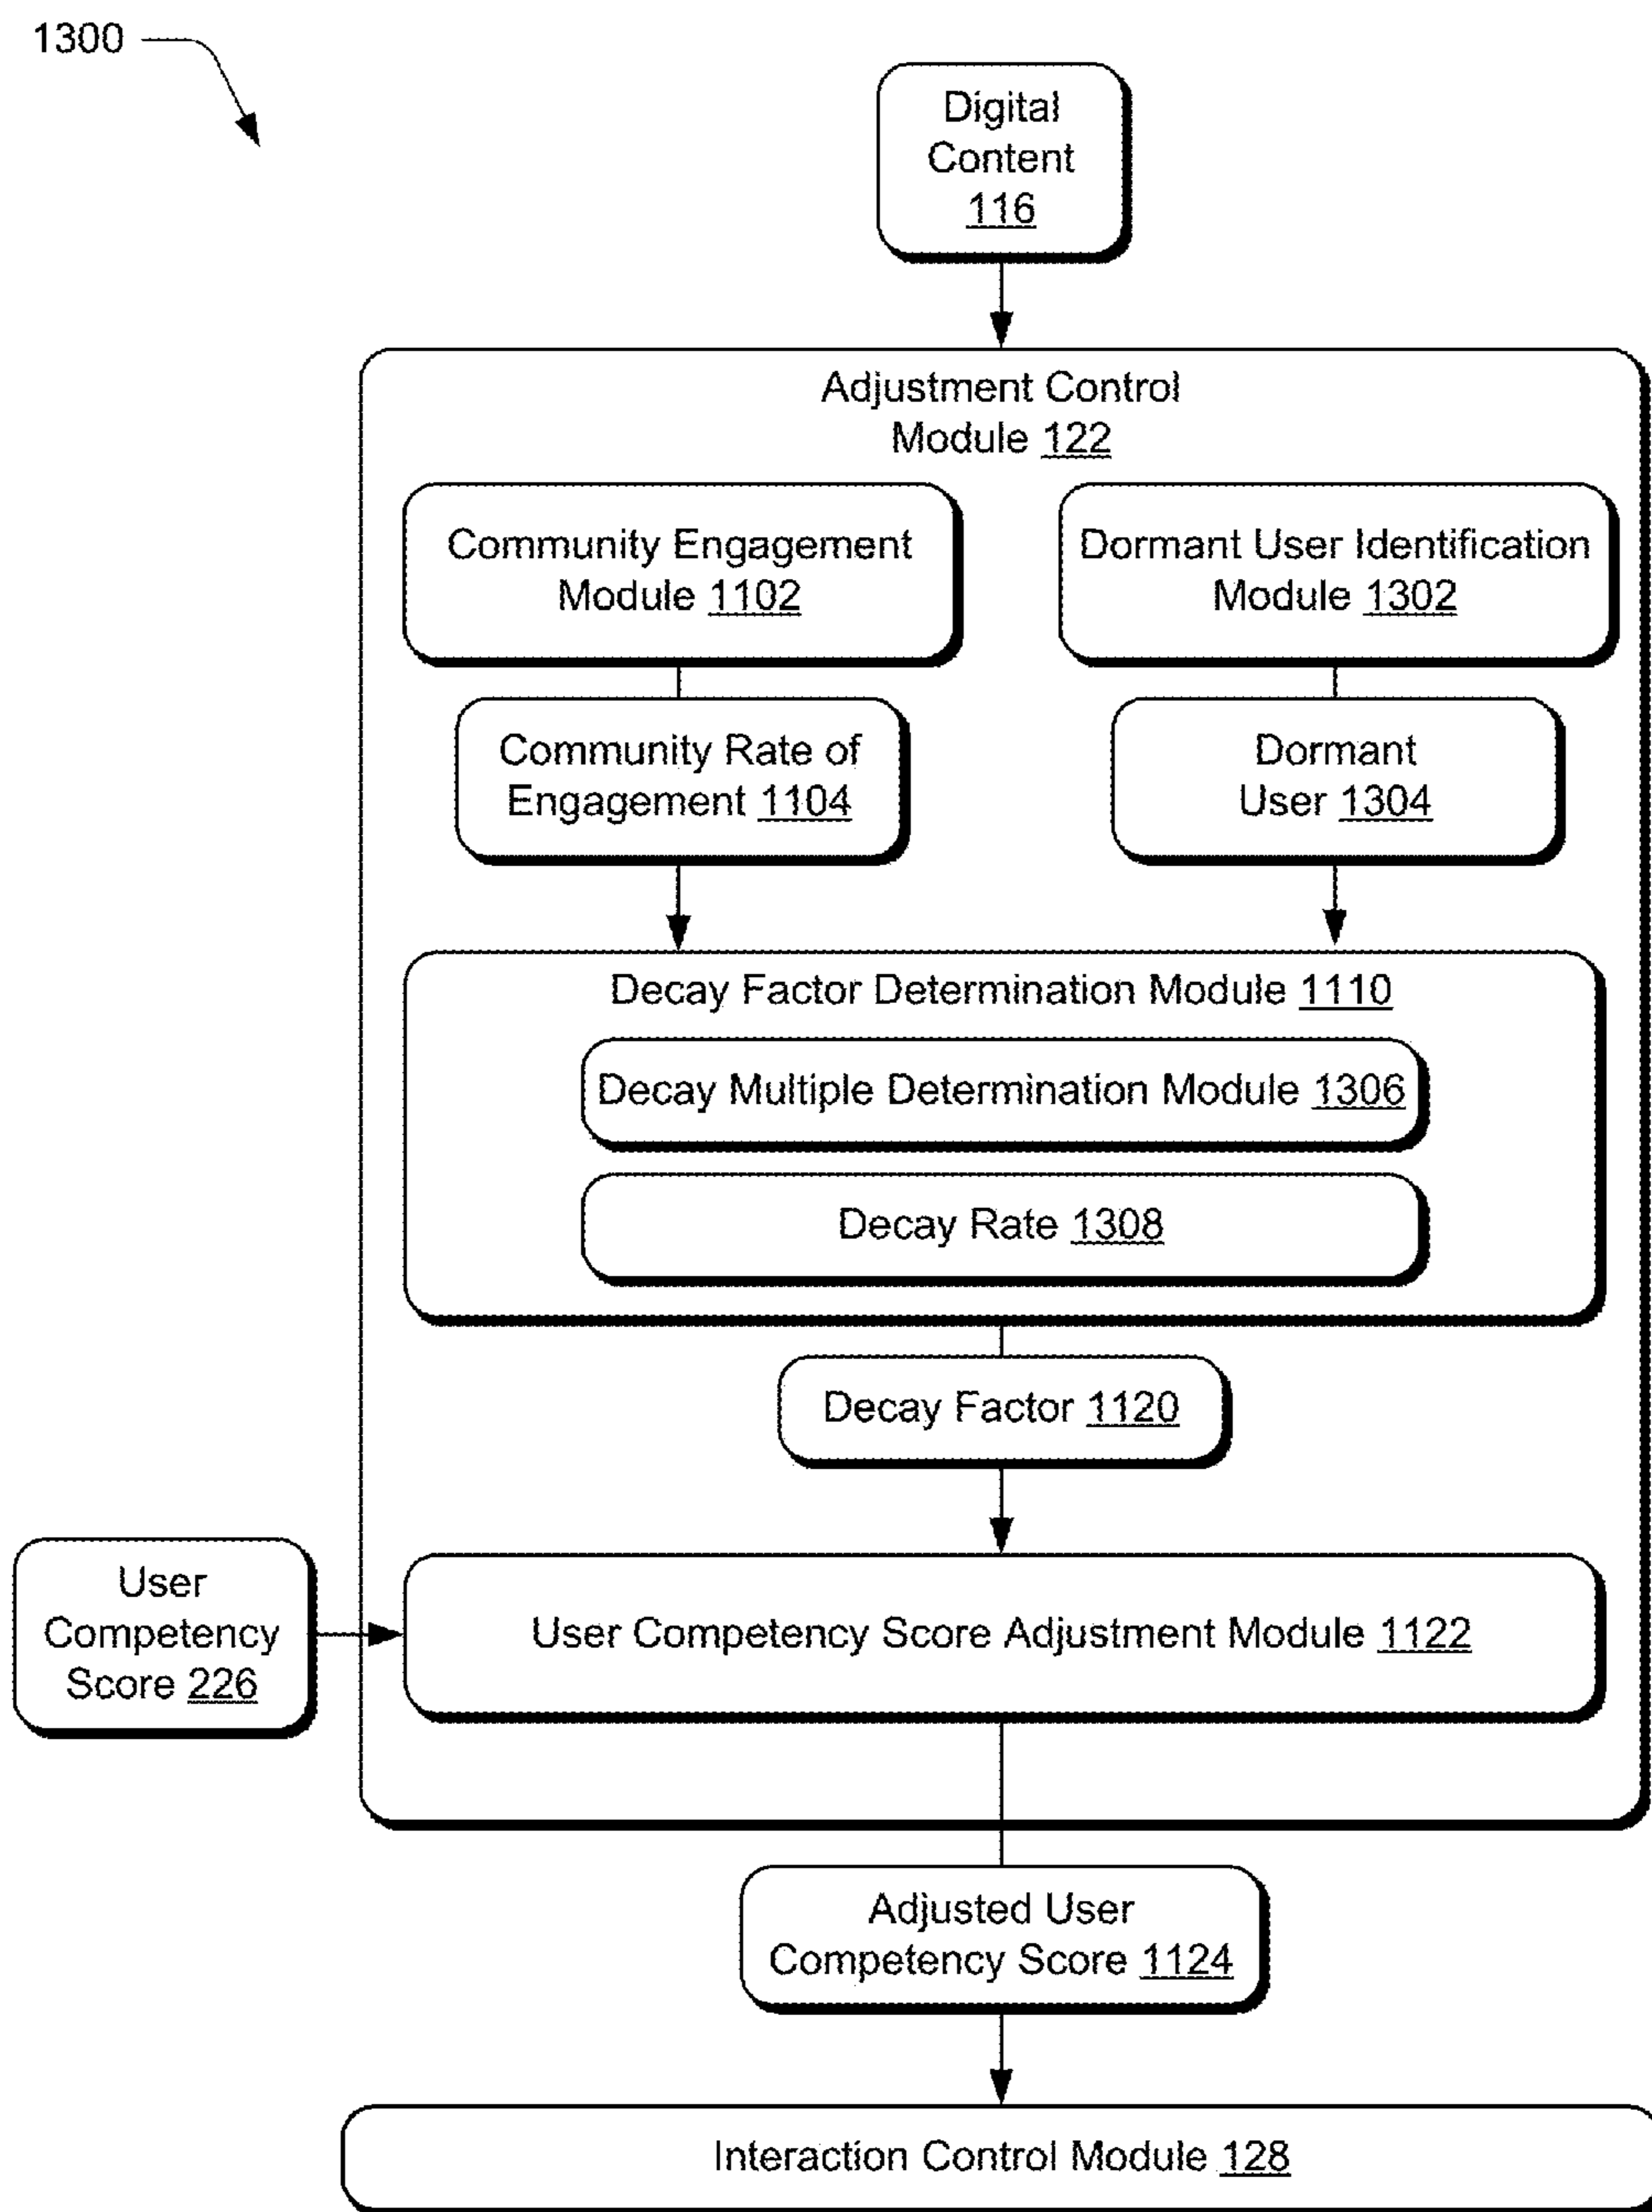 1300
Digital
Content
116
Adjustment Control
Module 122
Community Engagement
Module 1102
Dormant User Identification
Module 1302
Community Rate of
Engagement 1104
Dormant
User 1304
Decay Factor Determination Module 1110
Decay Multiple Determination Module 1306
Decay Rate 1308
Decay Factor 1120
User
Competency
Score 226
User Competency Score Adjustment Module 1122
Adjusted User
Competency Score 1124
Interaction Control Module 128